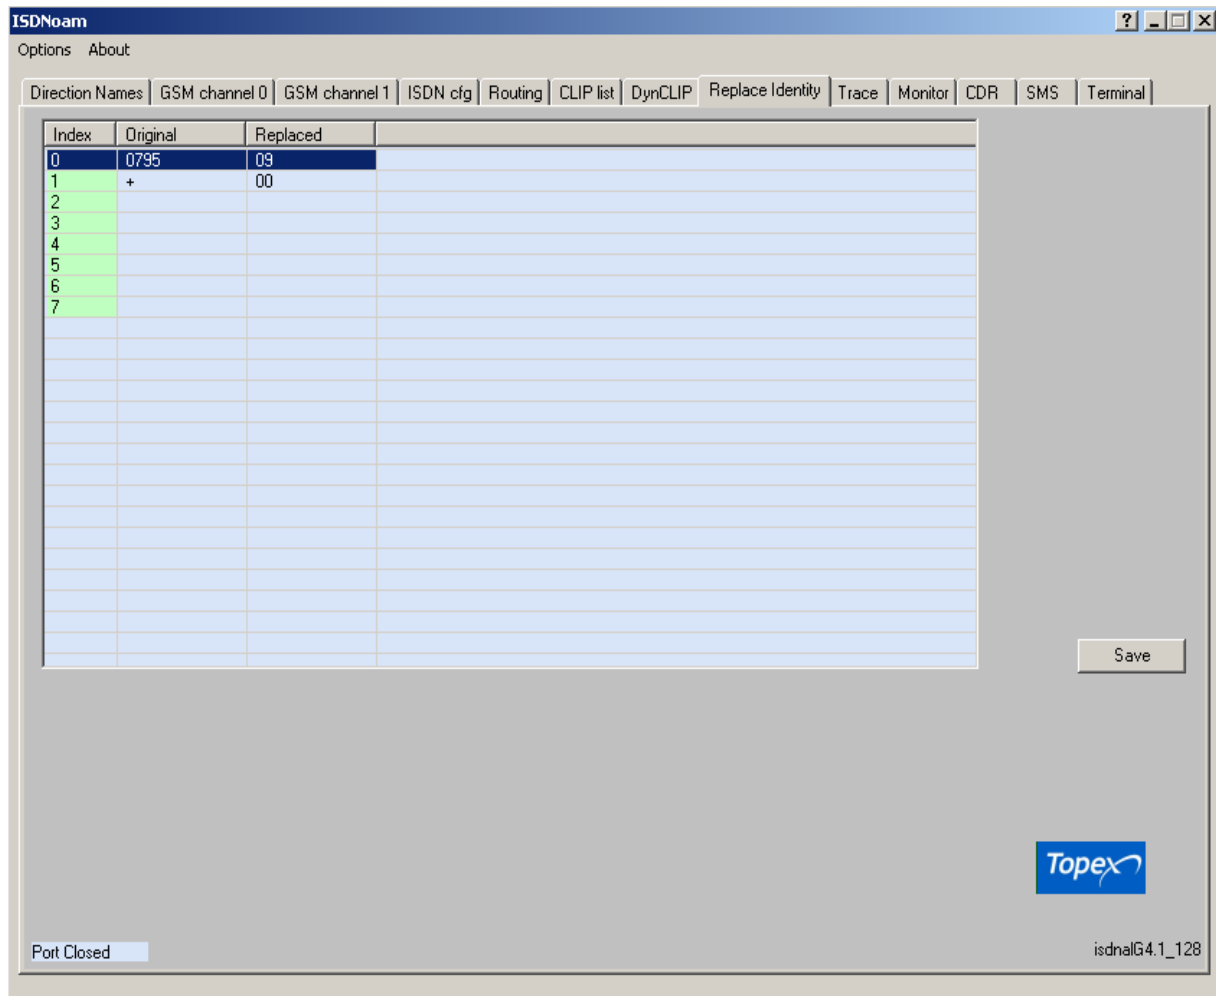 ISDNoam
Options About
Direction Names GSM channel 0 GSM channel 1 ISDN cfg Routing CLIP list DynCLIP Replace Identity Trace Monitor CDR SMS Terminal
Index Original Replaced
0 0795 09
1 + 00
2
3
4
5
6
7
Save
Topex
Port Closed isdnalG4.1_128